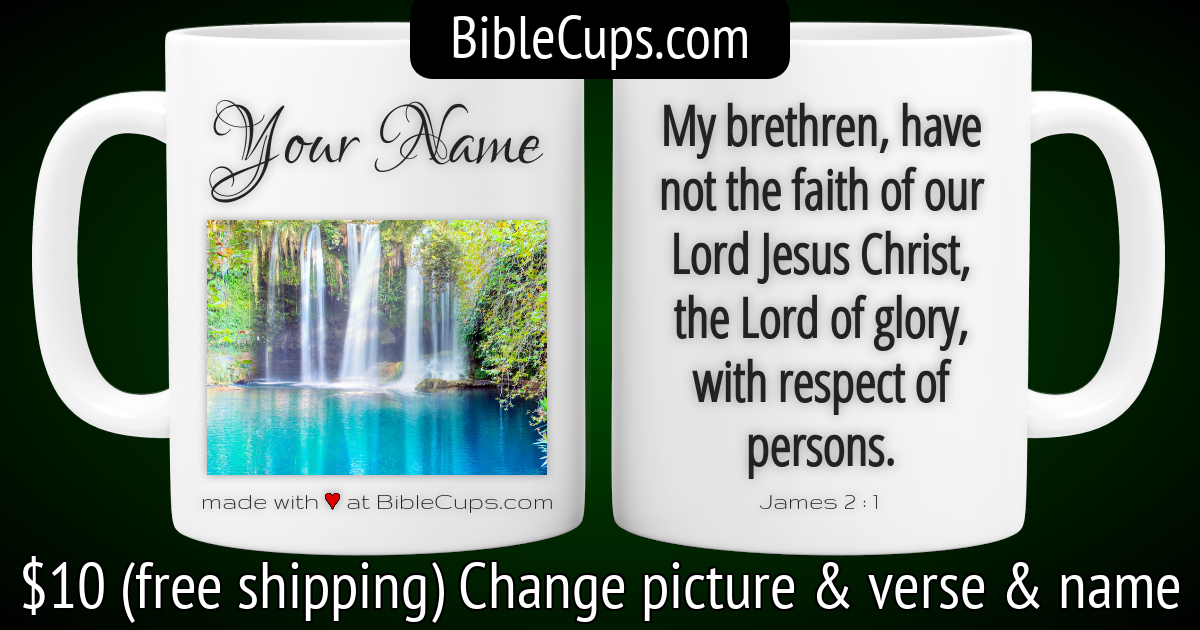 BibleCups.com
Your Name
made with ♥ at BibleCups.com
My brethren, have
not the faith of our
Lord Jesus Christ,
the Lord of glory,
with respect of
persons.
James 2 : 1
$10 (free shipping) Change picture & verse & name